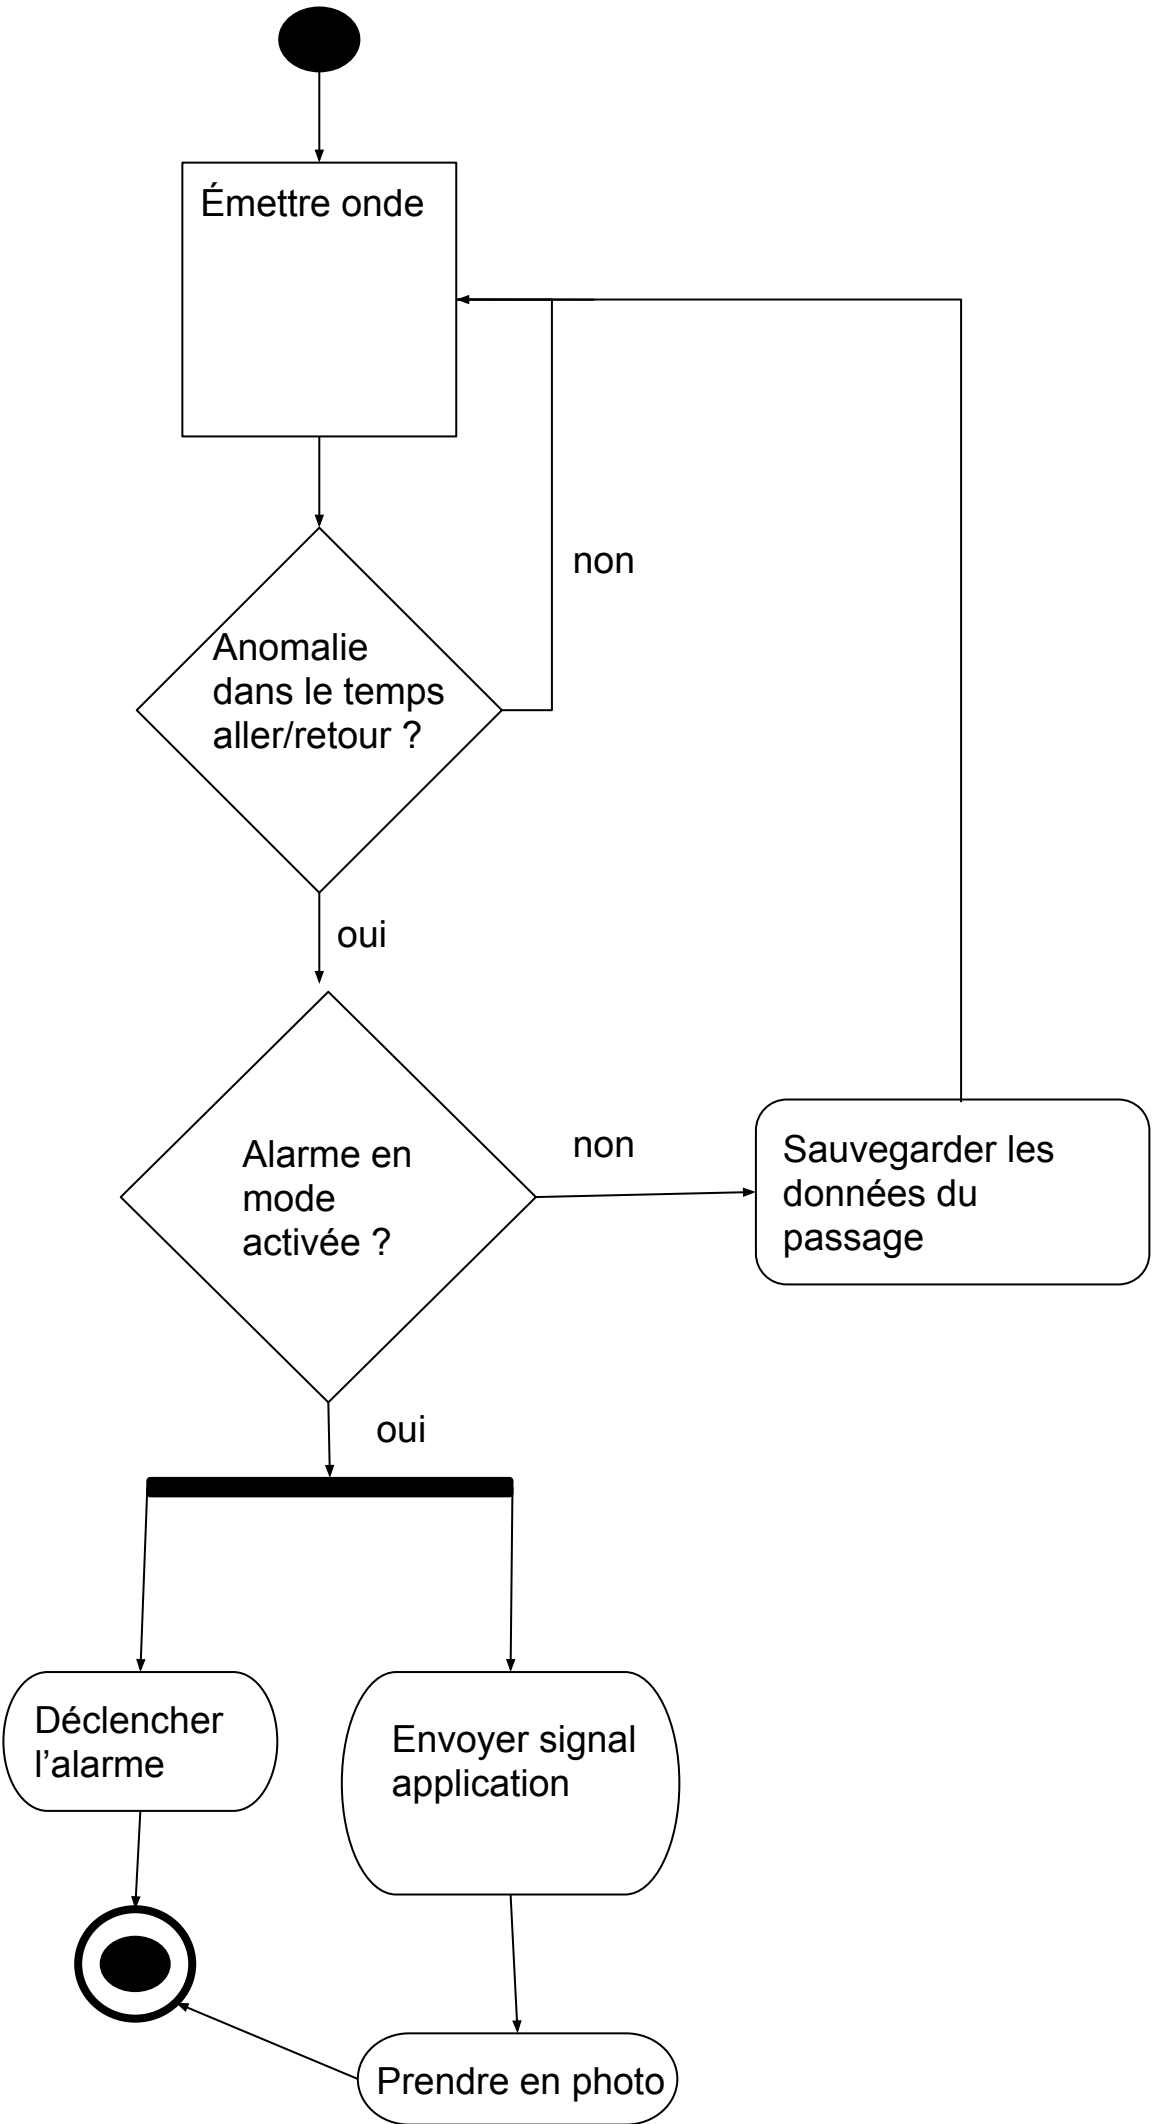 Émettre onde
non
Anomalie
dans le temps
aller/retour ?
oui
Alarme en
mode
activée ?
non
Sauvegarder les
données du
passage
oui
Déclencher
l’alarme
Envoyer signal
application
Prendre en photo